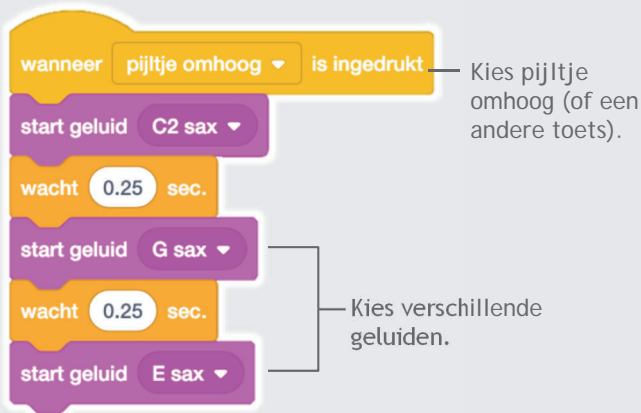 wanneer pijltje omhoog is ingedrukt
Kies pijltje
omhoog (of een
andere toets).
start geluid C2 sax
wacht 0.25 sec.
start geluid G sax
wacht 0.25 sec.
Kies verschillende
geluiden.
start geluid E sax